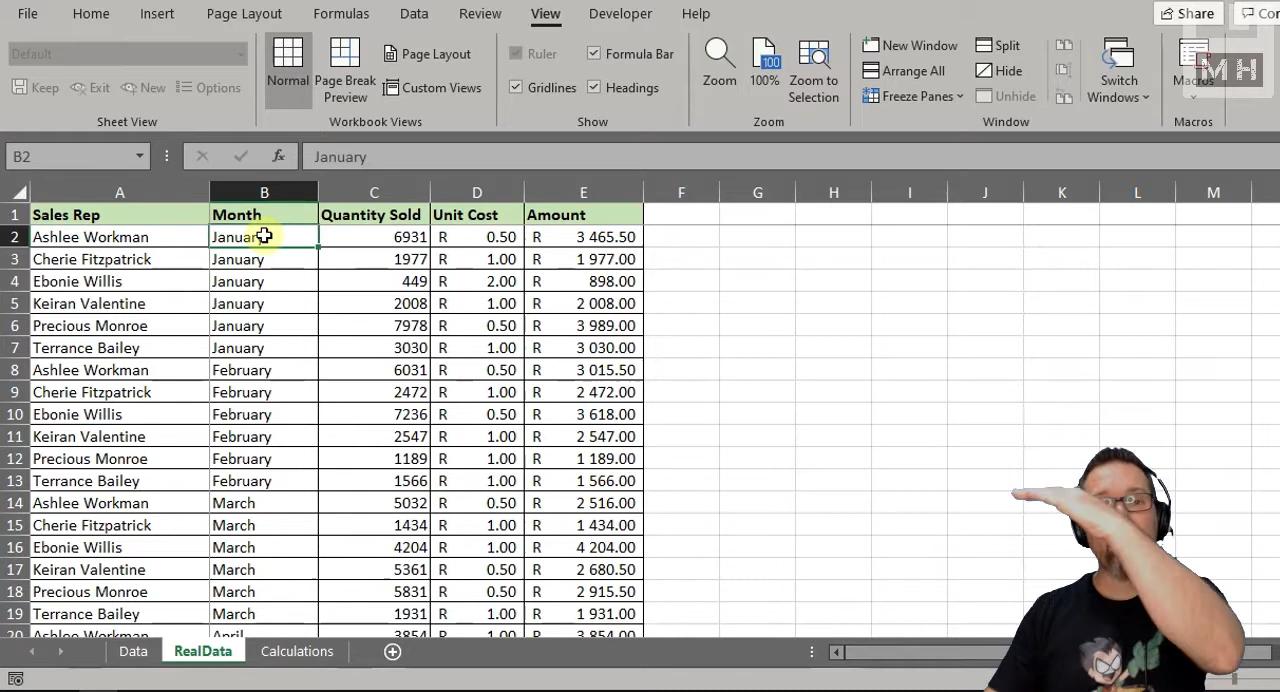 File Home Insert Page Layout Formulas Data Review View Developer Help Share
Default Keep Exit New Options Sheet View
Normal Page Break Preview Page Layout Custom Views Workbook Views
Ruler Formula Bar Gridlines Headings Show
Zoom 100 100% Zoom to Selection Zoom
New Window Arrange All Freeze Panes Split Hide Unhide Switch Windows Window
Macros Macros MH
B2 fx January
A B C D E F G H I J K L M
1 Sales Rep Month Quantity Sold Unit Cost Amount
2 Ashlee Workman January 6931 R 0.50 R 3 465.50
3 Cherie Fitzpatrick January 1977 R 1.00 R 1 977.00
4 Ebonie Willis January 449 R 2.00 R 898.00
5 Keiran Valentine January 2008 R 1.00 R 2 008.00
6 Precious Monroe January 7978 R 0.50 R 3 989.00
7 Terrance Bailey January 3030 R 1.00 R 3 030.00
8 Ashlee Workman February 6031 R 0.50 R 3 015.50
9 Cherie Fitzpatrick February 2472 R 1.00 R 2 472.00
10 Ebonie Willis February 7236 R 0.50 R 3 618.00
11 Keiran Valentine February 2547 R 1.00 R 2 547.00
12 Precious Monroe February 1189 R 1.00 R 1 189.00
13 Terrance Bailey February 1566 R 1.00 R 1 566.00
14 Ashlee Workman March 5032 R 0.50 R 2 516.00
15 Cherie Fitzpatrick March 1434 R 1.00 R 1 434.00
16 Ebonie Willis March 4204 R 1.00 R 4 204.00
17 Keiran Valentine March 5361 R 0.50 R 2 680.50
18 Precious Monroe March 5831 R 0.50 R 2 915.50
19 Terrance Bailey March 1931 R 1.00 R 1 931.00
20 Ashlee Workman April 3854 R 1.00 R 3 854.00
Data RealData Calculations